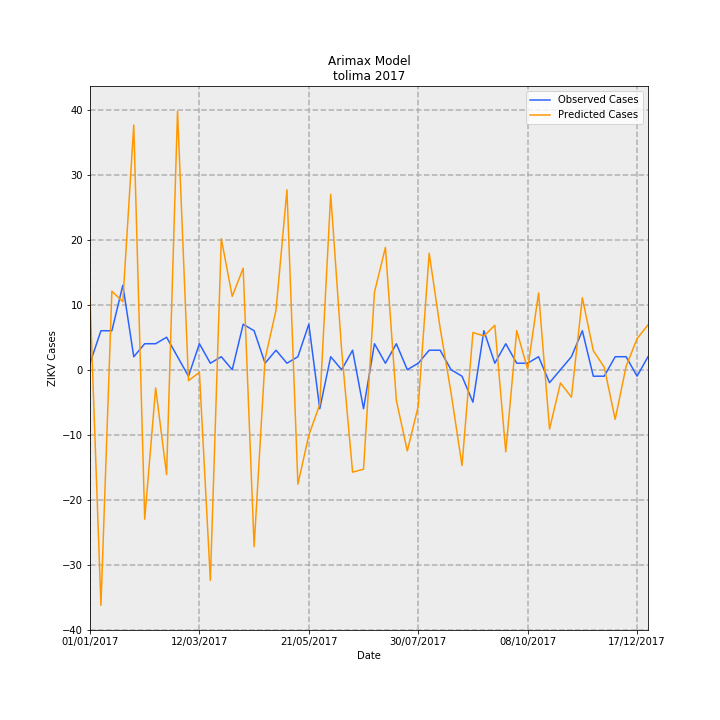 Arimax Model
tolima 2017
Observed Cases
Predicted Cases
ZIKV Cases
40
30
20
10
0
−10
−20
−30
−40
01/01/2017
12/03/2017
21/05/2017
30/07/2017
08/10/2017
17/12/2017
Date